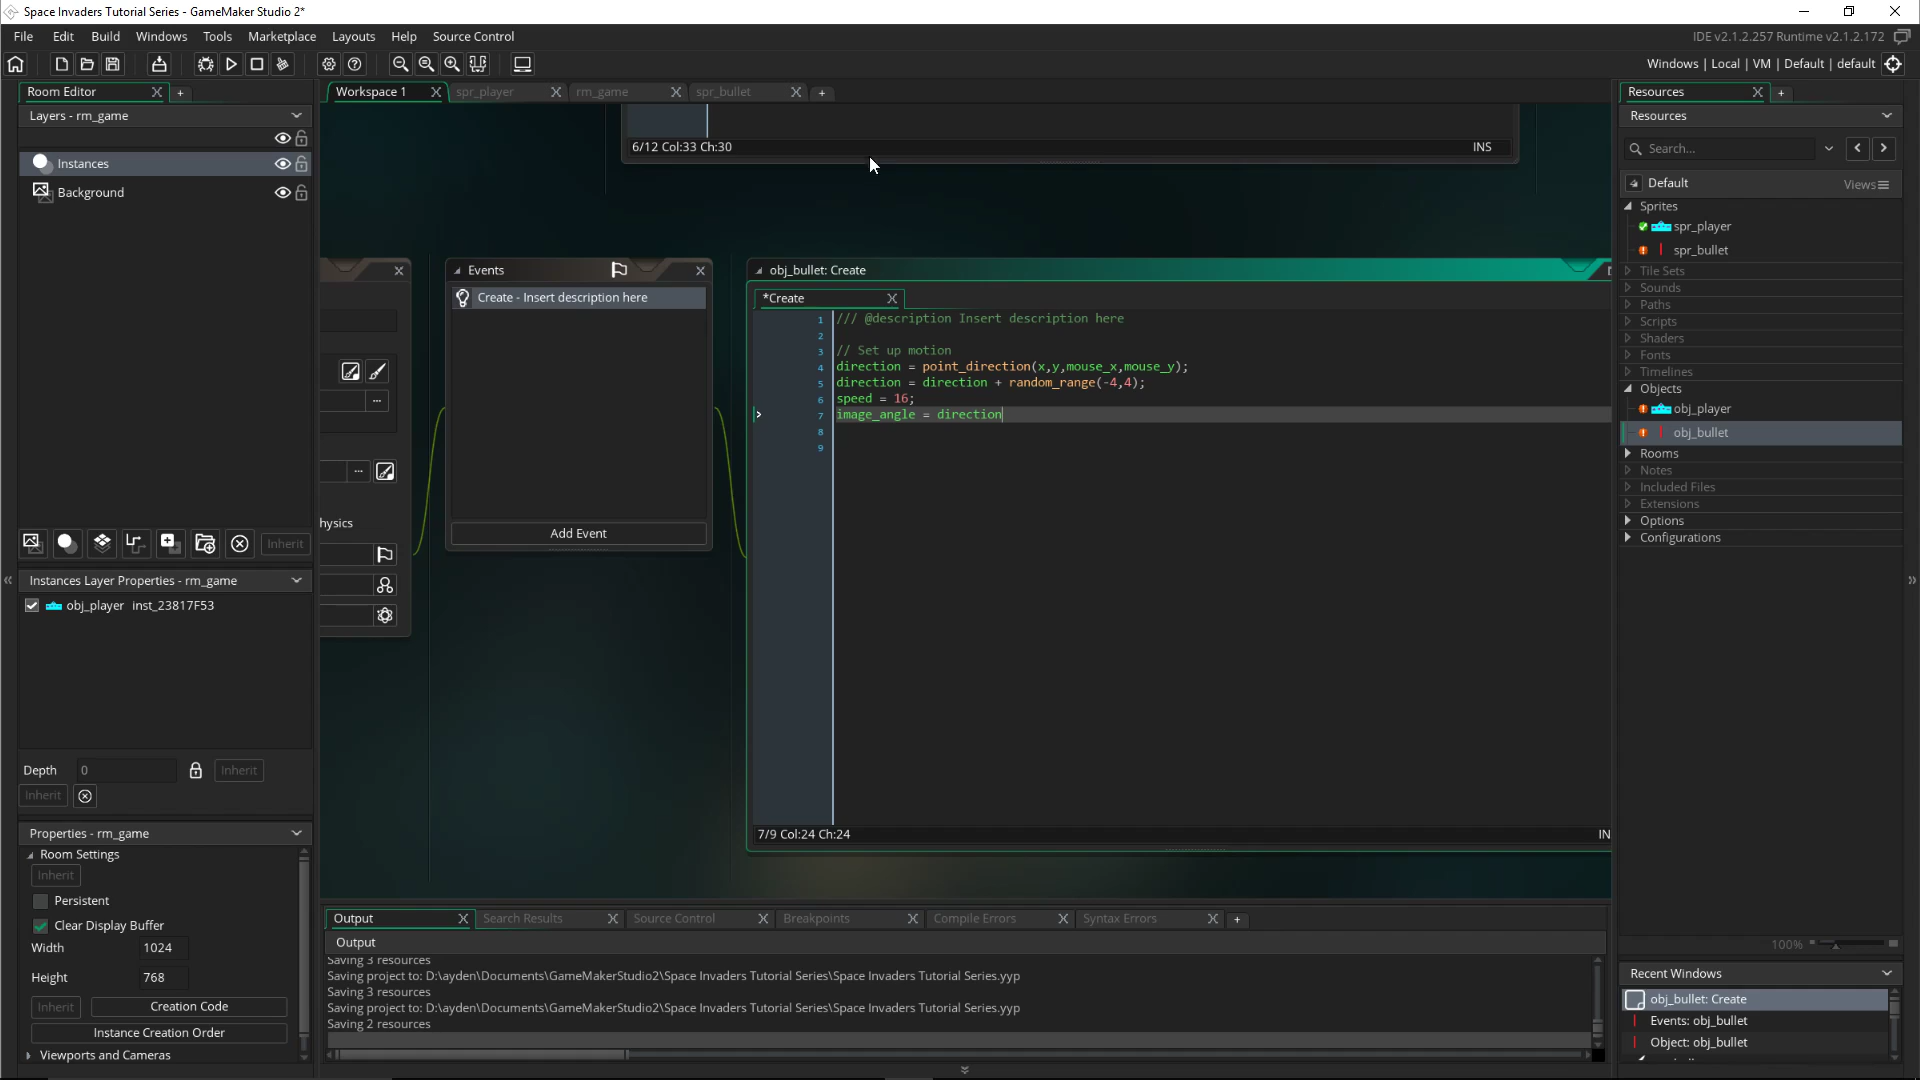 Space Invaders Tutorial Series - GameMaker Studio 2*
File Edit Build Windows Tools Marketplace Layouts Help Source Control
IDE v2.1.2.257 Runtime v2.1.2.172
Windows | Local | VM | Default | default
Room Editor
Layers - rm_game
Instances
Background
Inherit
Instances Layer Properties - rm_game
obj_player inst_23817F53
Depth 0 Inherit
Inherit
Properties - rm_game
Room Settings
Inherit
Persistent
Clear Display Buffer
Width 1024
Height 768
Inherit Creation Code
Instance Creation Order
Viewports and Cameras
Workspace 1 spr_player rm_game spr_bullet
6/12 Col:33 Ch:30 INS
hysics
Events
Create - Insert description here
Add Event
obj_bullet: Create
*Create
1 /// @description Insert description here
2
3 // Set up motion
4 direction = point_direction(x,y,mouse_x,mouse_y);
5 direction = direction + random_range(-4,4);
6 speed = 16;
7 image_angle = direction
8
9
7/9 Col:24 Ch:24 IN
Output Search Results Source Control Breakpoints Compile Errors Syntax Errors
Output
Saving 3 resources
Saving project to: D:\ayden\Documents\GameMakerStudio2\Space Invaders Tutorial Series\Space Invaders Tutorial Series.yyp
Saving 3 resources
Saving project to: D:\ayden\Documents\GameMakerStudio2\Space Invaders Tutorial Series\Space Invaders Tutorial Series.yyp
Saving 2 resources
Resources
Resources
Search...
Default Views
Sprites
spr_player
spr_bullet
Tile Sets
Sounds
Paths
Scripts
Shaders
Fonts
Timelines
Objects
obj_player
obj_bullet
Rooms
Notes
Included Files
Extensions
Options
Configurations
100%
Recent Windows
obj_bullet: Create
Events: obj_bullet
Object: obj_bullet